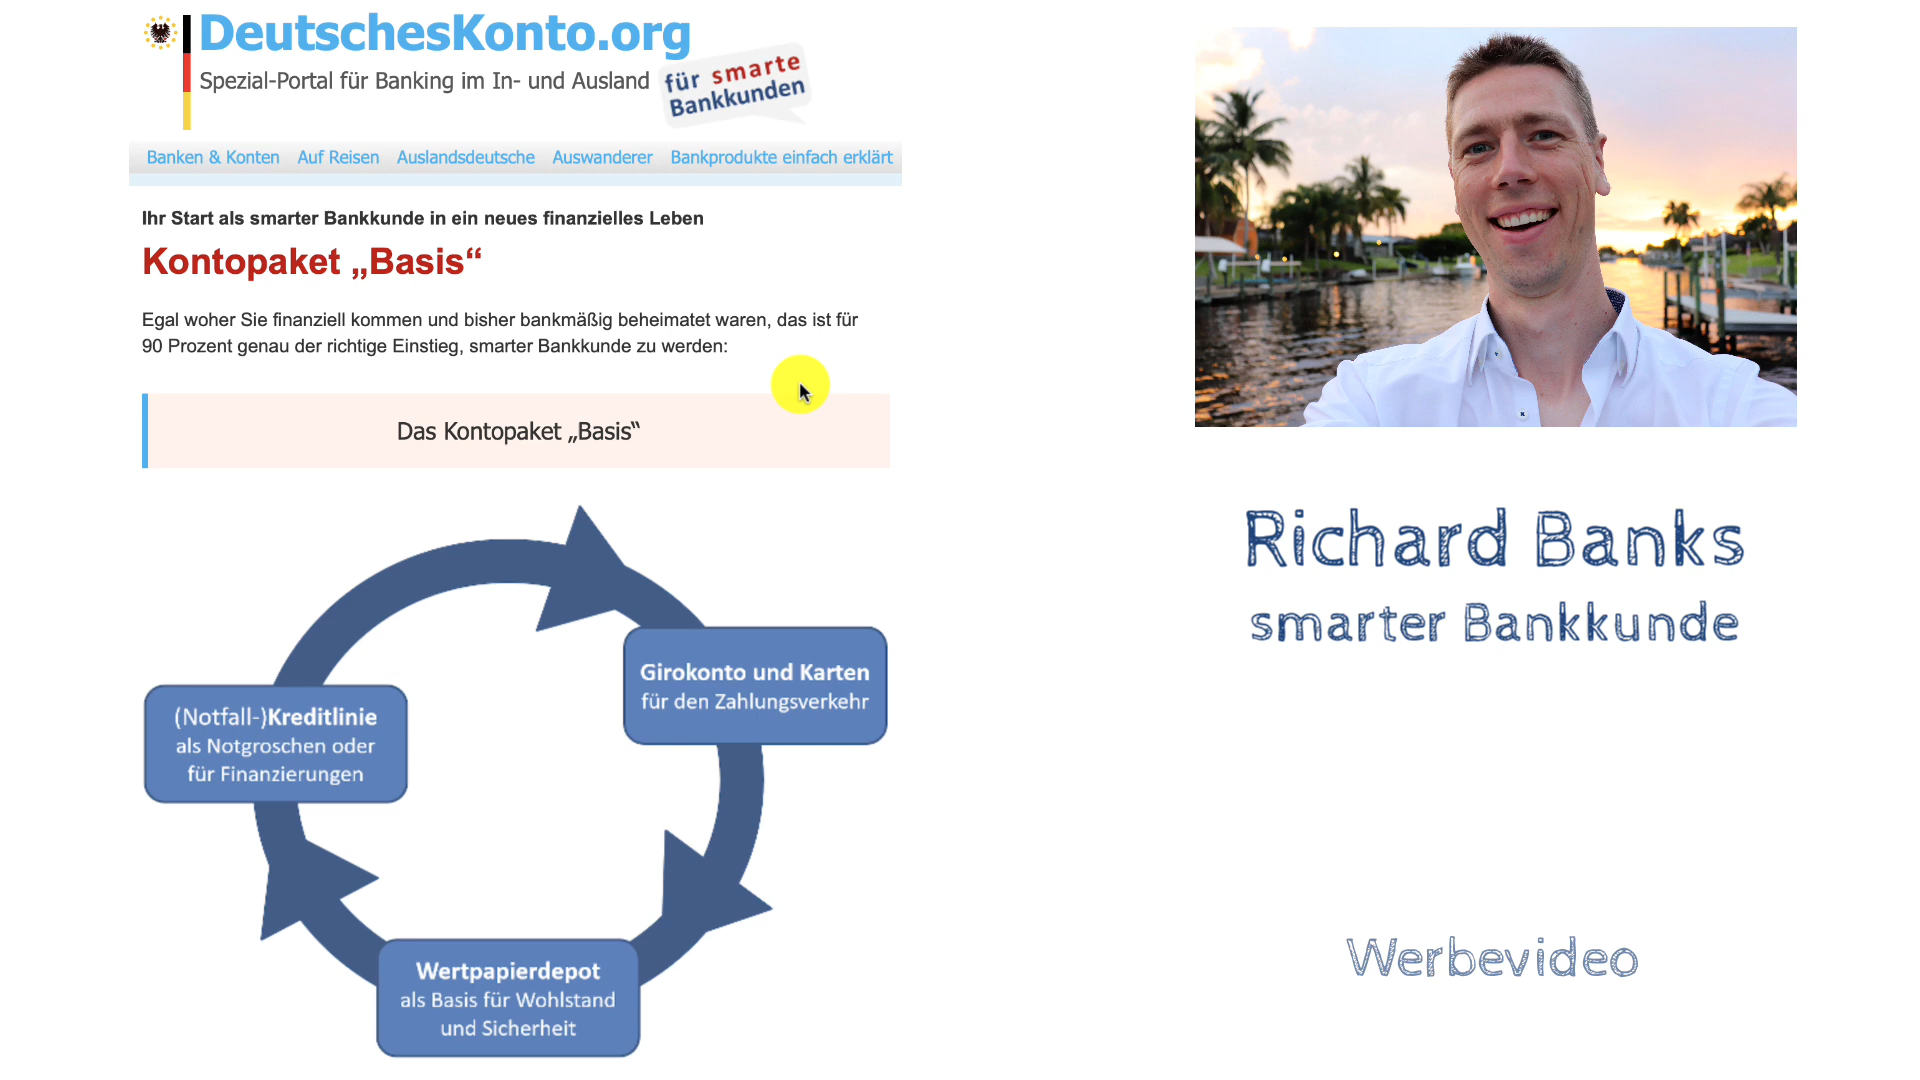 DeutschesKonto.org
Spezial-Portal für Banking im In- und Ausland
für smarte
Bankkunden
Banken & Konten Auf Reisen Auslandsdeutsche Auswanderer Bankprodukte einfach erklärt
Ihr Start als smarter Bankkunde in ein neues finanzielles Leben
Kontopaket „Basis“
Egal woher Sie finanziell kommen und bisher bankmäßig beheimatet waren, das ist für
90 Prozent genau der richtige Einstieg, smarter Bankkunde zu werden:
Das Kontopaket „Basis“
Girokonto und Karten
für den Zahlungsverkehr
(Notfall-)Kreditlinie
als Notgroschen oder
für Finanzierungen
Wertpapierdepot
als Basis für Wohlstand
und Sicherheit
Richard Banks
smarter Bankkunde
Werbevideo